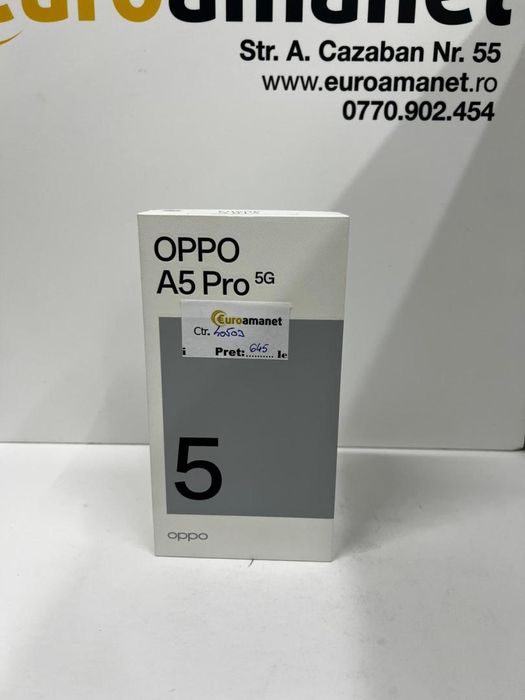 euroamanet
Str. A. Cazaban Nr. 55
www.euroamanet.ro
0770.902.454
OPPO
A5 Pro 5G
Euroamanet
Ctr. 40503
i Pret:.......... 645 le
5
oppo